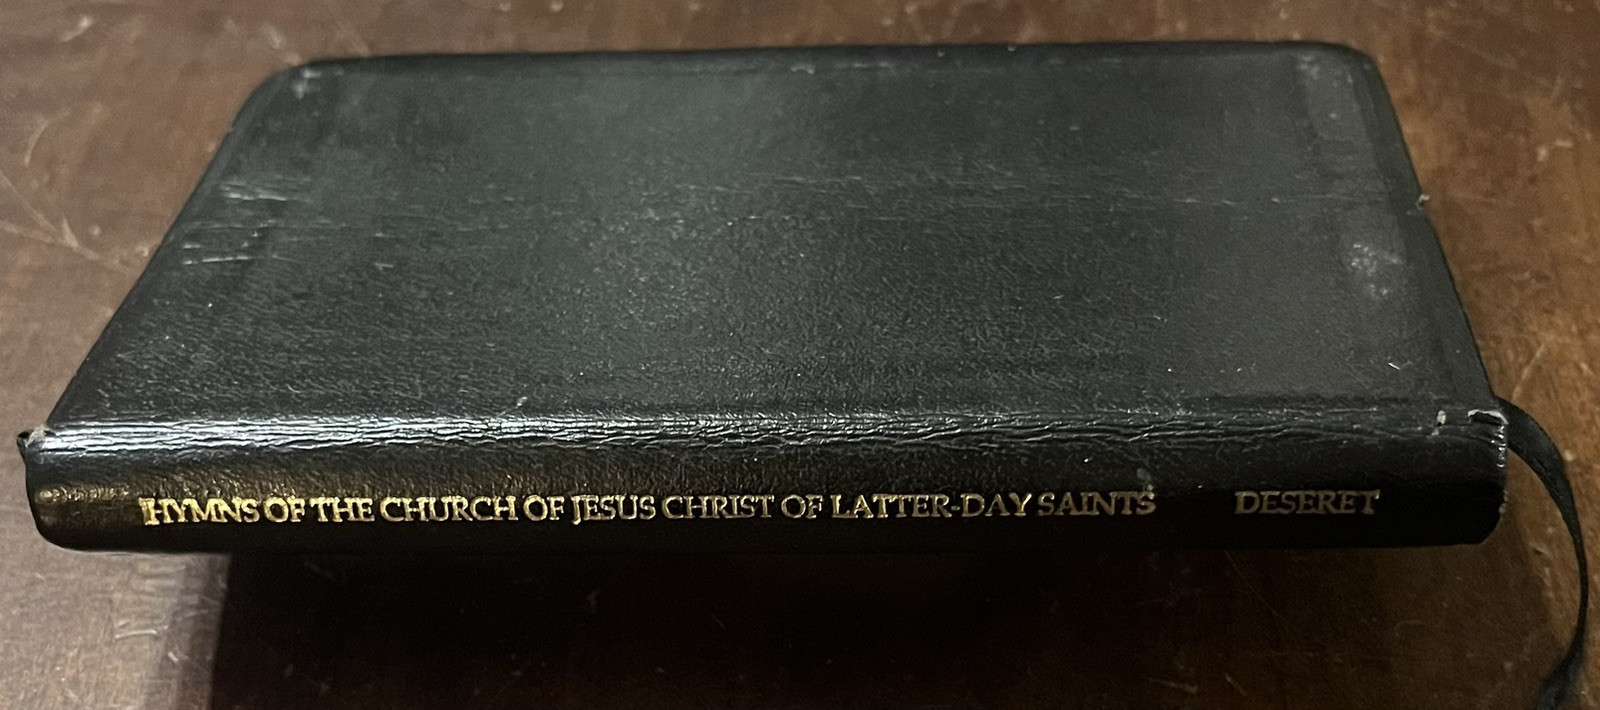 HYMNS OF THE CHURCH OF JESUS CHRIST OF LATTER-DAY SAINTS DESERET